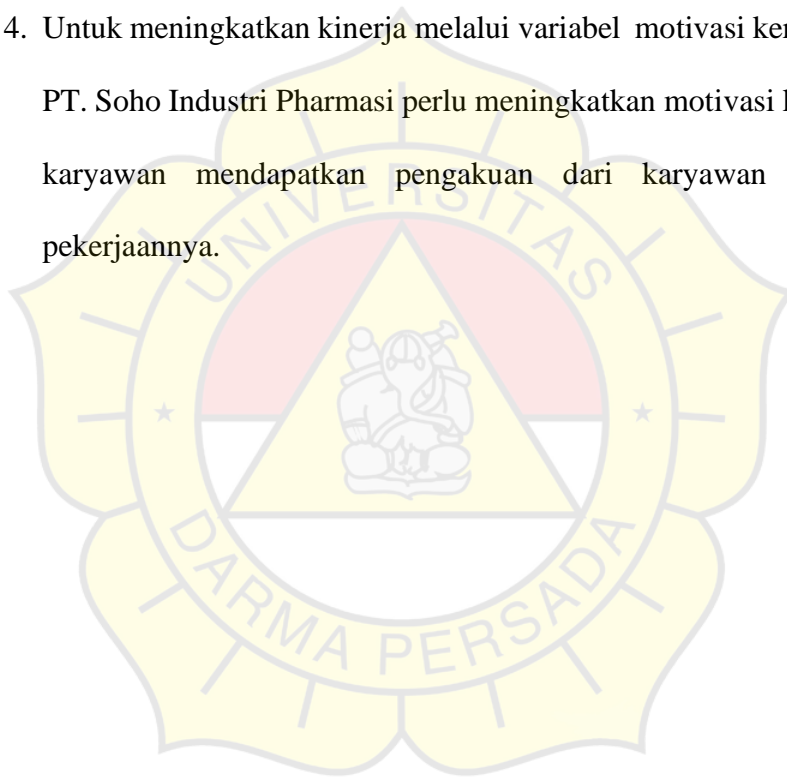 4. Untuk meningkatkan kinerja melalui variabel motivasi
PT. Soho Industri Pharmasi perlu meningkatkan motivasi
karyawan mendapatkan pengakuan dari karyawan
pekerjaannya.
UNIVERSITAS
DARMA PERSADA